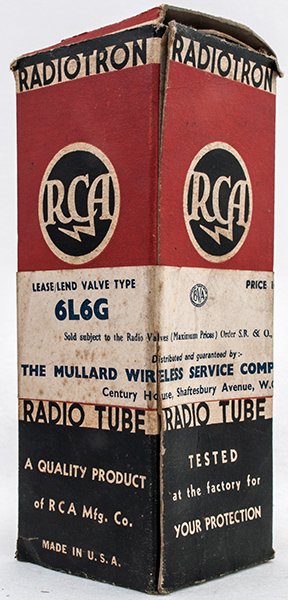 RADIOTRON
RADIOTRON
RCA
RCA
LEASE/LEND VALVE TYPE
6L6G
BVA
PRICE
Sold subject to the Radio Valves (Maximum Prices) Order S.R. & O.,
Distributed and guaranteed by :-
THE MULLARD WIRELESS SERVICE COMP
Century House, Shaftesbury Avenue, W.C
RADIO TUBE
RADIO TUBE
A QUALITY PRODUCT
of RCA Mfg. Co.
MADE IN U.S.A.
TESTED
at the factory for
YOUR PROTECTION